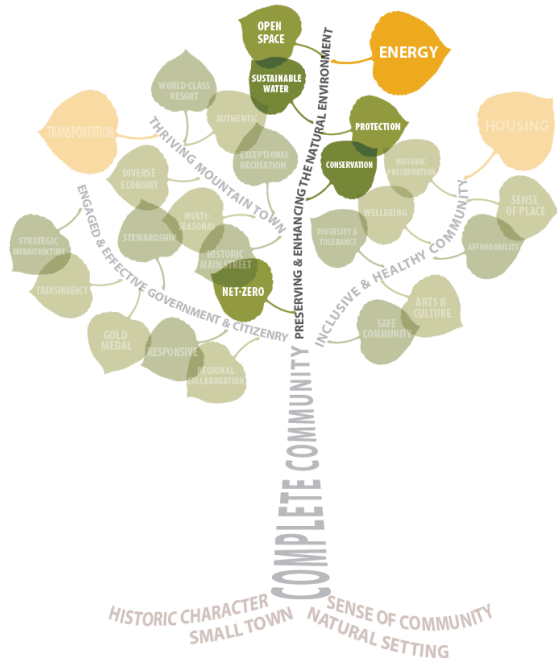 OPEN
SPACE
ENERGY
SUSTAINABLE
WATER
WORLD-CLASS
RESORT
AUTHENTIC
EXCEPTIONAL
RECREATION
TRANSPORTATION
THRIVING MOUNTAIN TOWN
PRESERVING & ENHANCING THE NATURAL ENVIRONMENT
PROTECTION
CONSERVATION
HOUSING
HISTORIC
PRESERVATION
SENSE
OF PLACE
WELLBEING
DIVERSITY &
TOLERANCE
AFFORDABILITY
INCLUSIVE & HEALTHY COMMUNITY
ARTS &
CULTURE
SAFE
COMMUNITY
DIVERSE
ECONOMY
MULTI-
SEASONAL
STEWARDSHIP
HISTORIC
MAIN STREET
NET-ZERO
ENGAGED & EFFECTIVE GOVERNMENT & CITIZENRY
STRATEGIC
INFRASTRUCTURE
TRANSPARENCY
GOLD
MEDAL
RESPONSIVE
REGIONAL
COLLABORATION
COMPLETE COMMUNITY
HISTORIC CHARACTER
SMALL TOWN
SENSE OF COMMUNITY
NATURAL SETTING